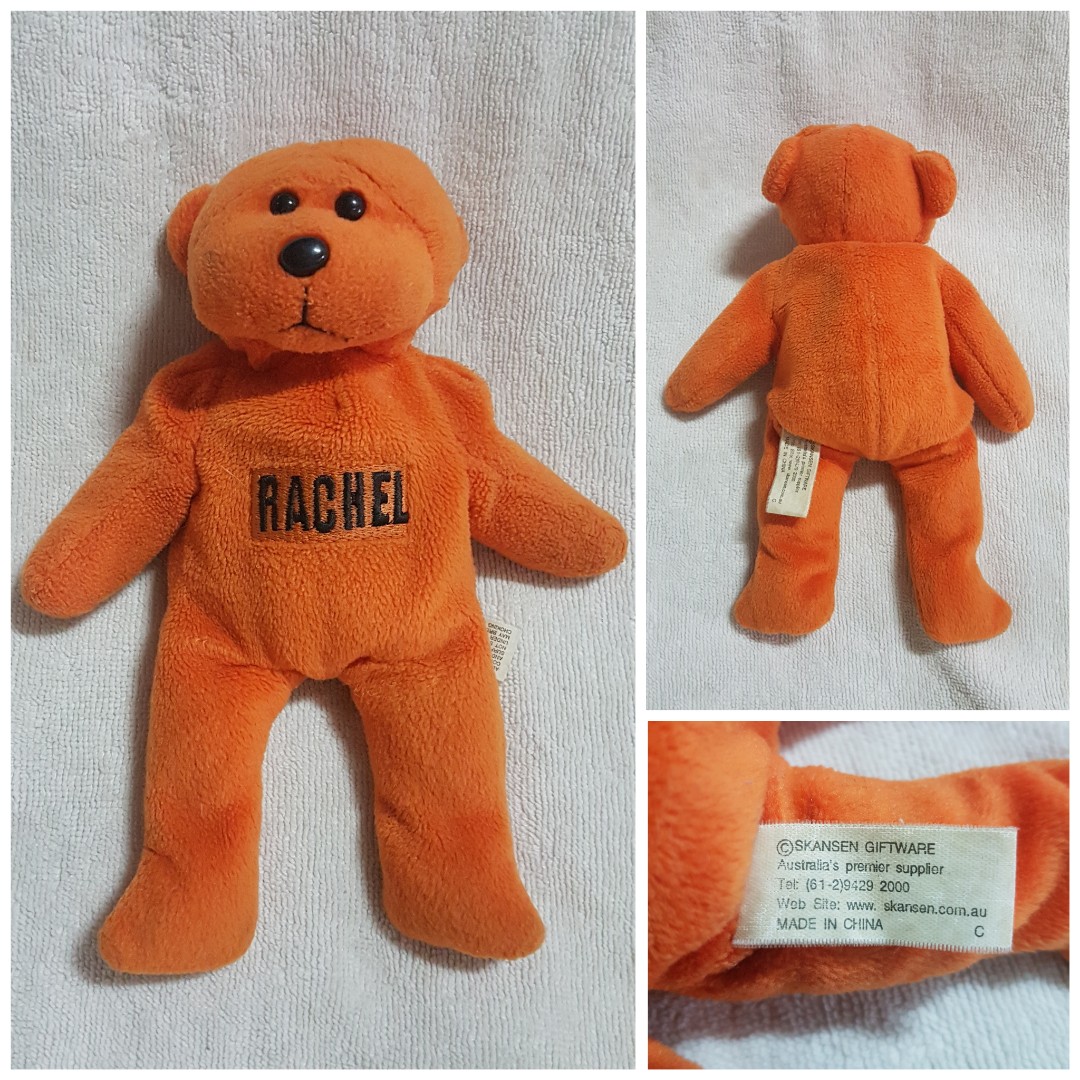 RACHEL
©SKANSEN GIFTWARE
Australia's premier supplier
Tel: (61-2)9429 2000
Web Site: www. skansen.com.au
MADE IN CHINA C